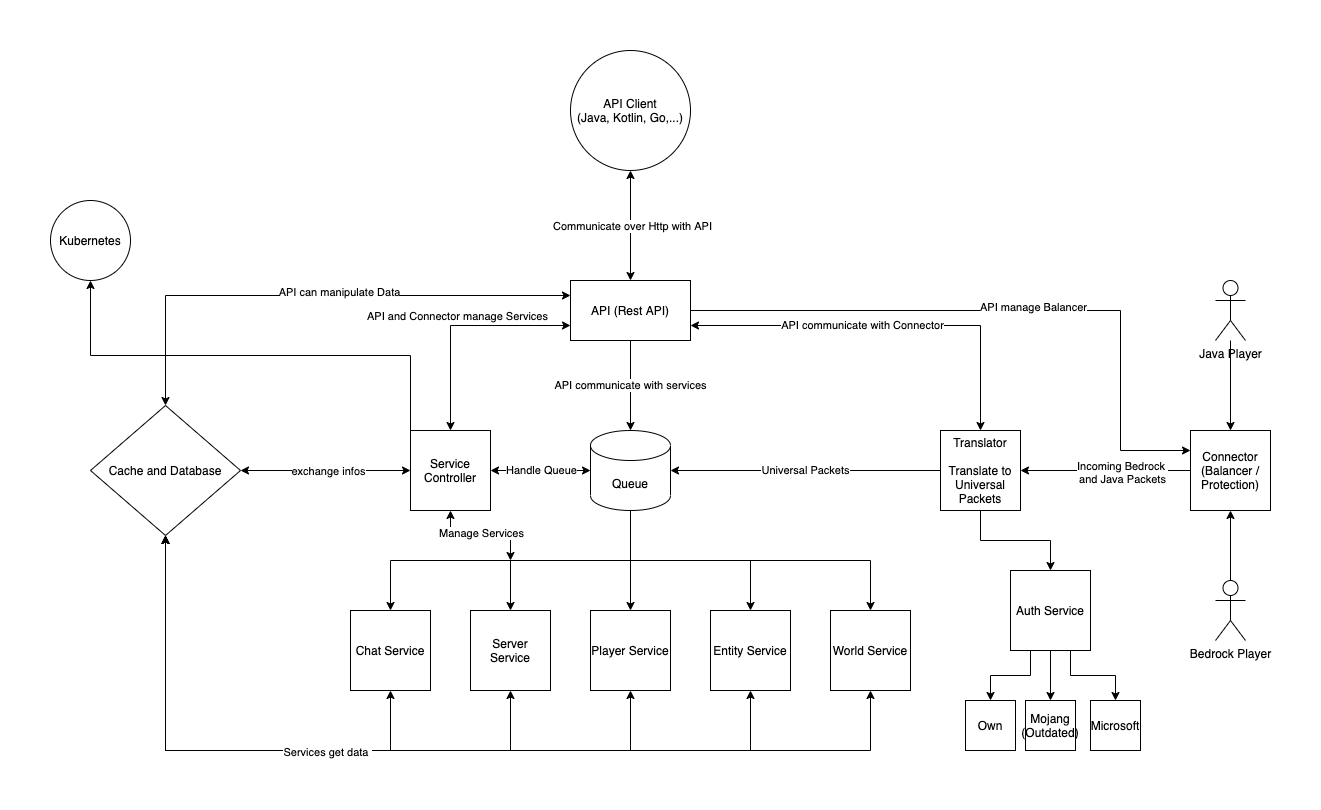 API Client
(Java, Kotlin, Go,...)
Communicate over Http with API
Kubernetes
API can manipulate Data
API (Rest API)
API manage Balancer
API and Connector manage Services
API communicate with Connector
Java Player
API communicate with services
Cache and Database
exchange infos
Service
Controller
Handle Queue
Queue
Universal Packets
Translator
Translate to
Universal
Packets
Incoming Bedrock
and Java Packets
Connector
(Balancer /
Protection)
Manage Services
Chat Service
Server
Service
Player Service
Entity Service
World Service
Auth Service
Bedrock Player
Own
Mojang
(Outdated)
Microsoft
Services get data